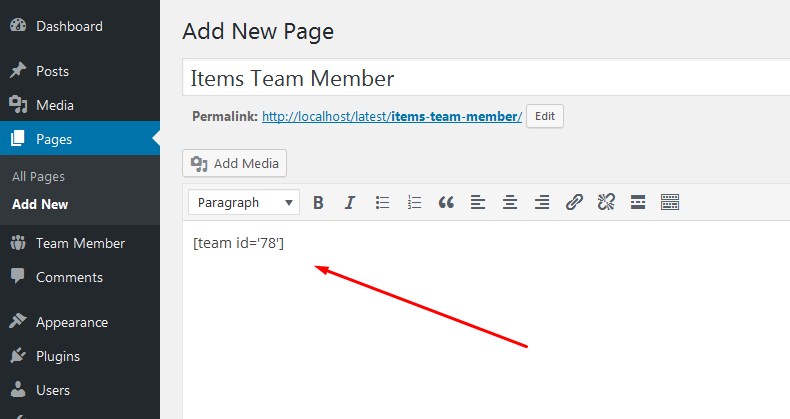 Dashboard
Posts
Media
Pages
All Pages
Add New
Team Member
Comments
Appearance
Plugins
Users
Add New Page
Items Team Member
Permalink: http://localhost/latest/items-team-member/ Edit
Add Media
Paragraph B I
[team id='78']